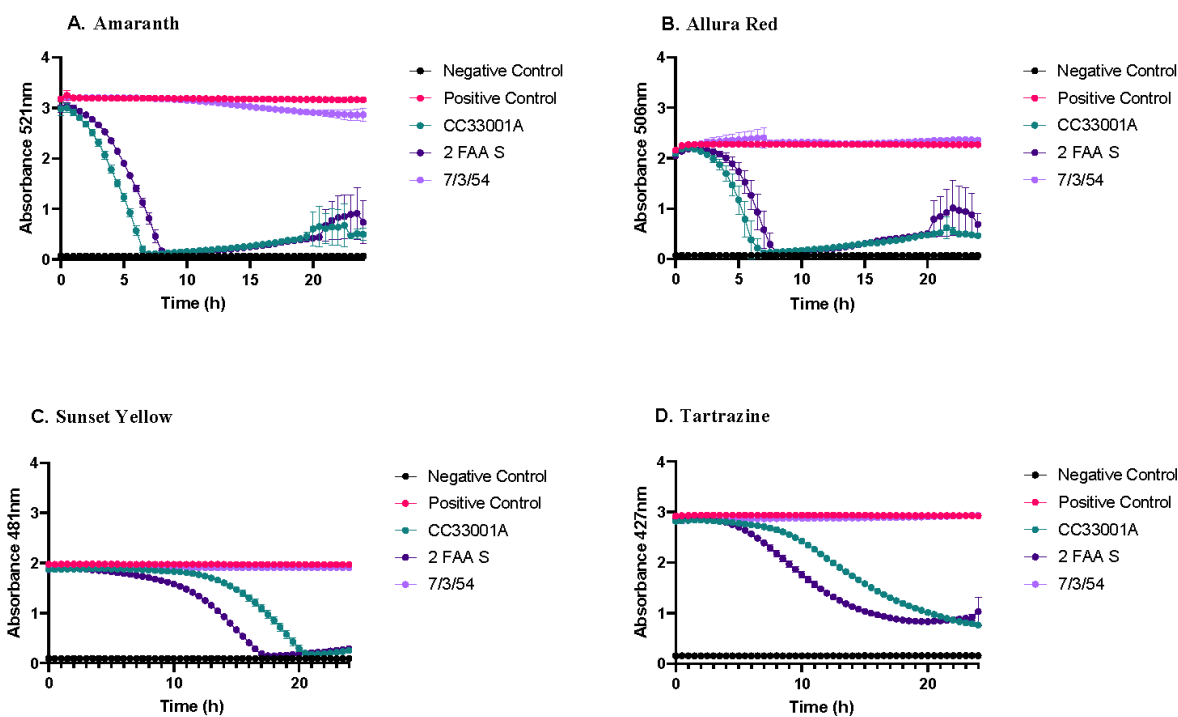 A. Amaranth
4
3
2
1
0
0
5
10
15
20
Absorbance 521nm
Time (h)
Negative Control
Positive Control
CC33001A
2 FAA S
7/3/54
B. Allura Red
4
3
2
1
0
0
5
10
15
20
Absorbance 506nm
Time (h)
Negative Control
Positive Control
CC33001A
2 FAA S
7/3/54
C. Sunset Yellow
4
3
2
1
0
0
10
20
Absorbance 481nm
Time (h)
Negative Control
Positive Control
CC33001A
2 FAA S
7/3/54
D. Tartrazine
4
3
2
1
0
0
10
20
Absorbance 427nm
Time (h)
Negative Control
Positive Control
CC33001A
2 FAA S
7/3/54